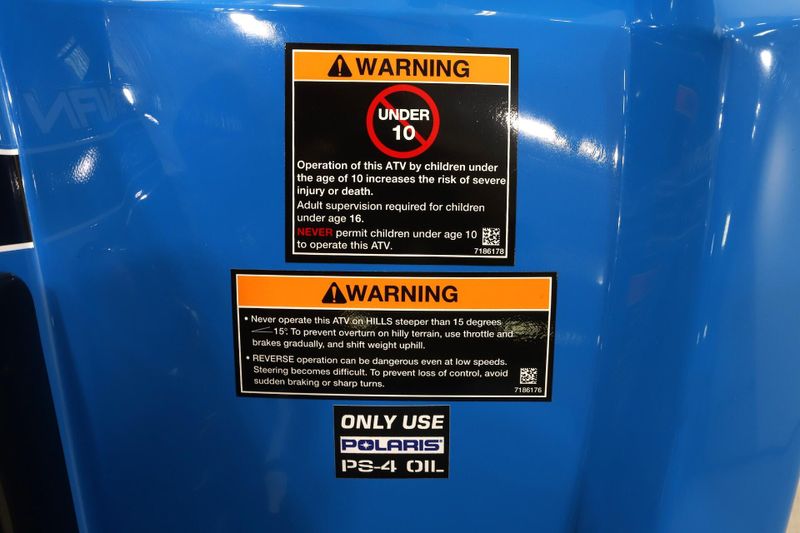 WARNING
UNDER
10
Operation of this ATV by children under
the age of 10 increases the risk of severe
injury or death.
Adult supervision required for children
under age 16.
NEVER permit children under age 10
to operate this ATV.
7186178
WARNING
• Never operate this ATV on HILLS steeper than 15 degrees
15°. To prevent overturn on hilly terrain, use throttle and
brakes gradually, and shift weight uphill.
• REVERSE operation can be dangerous even at low speeds.
Steering becomes difficult. To prevent loss of control, avoid
sudden braking or sharp turns.
7186176
ONLY USE
POLARIS
PS-4 OIL